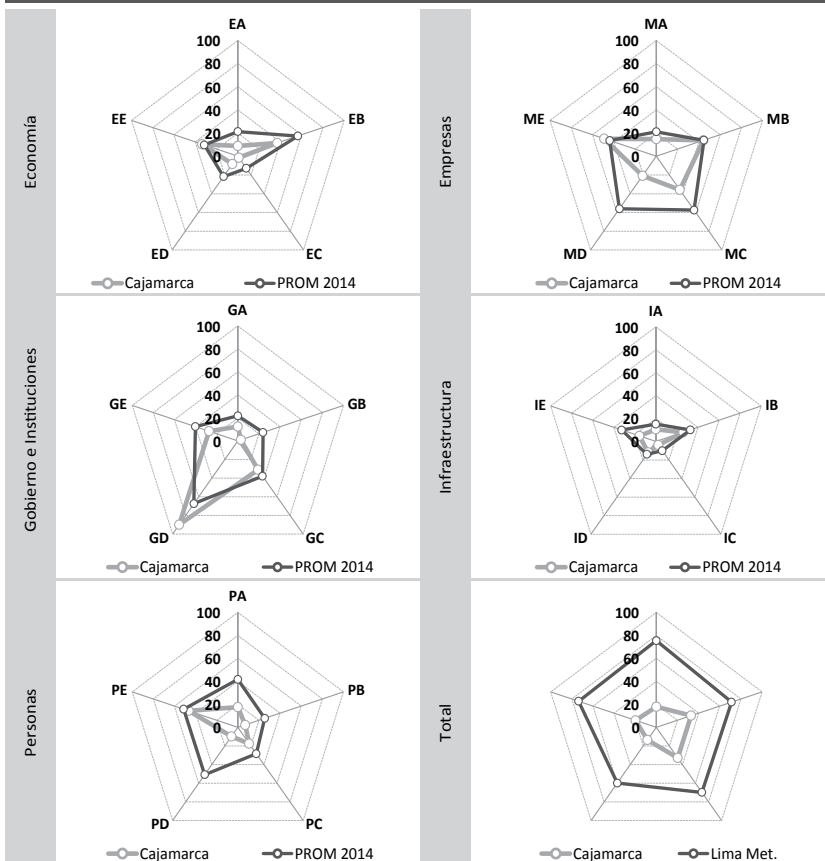 Economía
EA
100
80
60
40
20
0
EE
EB
ED
EC
Cajamarca
PROM 2014
Empresas
MA
100
80
60
40
20
0
ME
MB
MD
MC
Cajamarca
PROM 2014
Gobierno e Instituciones
GA
100
80
60
40
20
0
GE
GB
GD
GC
Cajamarca
PROM 2014
Infraestructura
IA
100
80
60
40
20
0
IE
IB
ID
IC
Cajamarca
PROM 2014
Personas
PA
100
80
60
40
20
0
PE
PB
PD
PC
Cajamarca
PROM 2014
Total
100
80
60
40
20
0
Cajamarca
Lima Met.